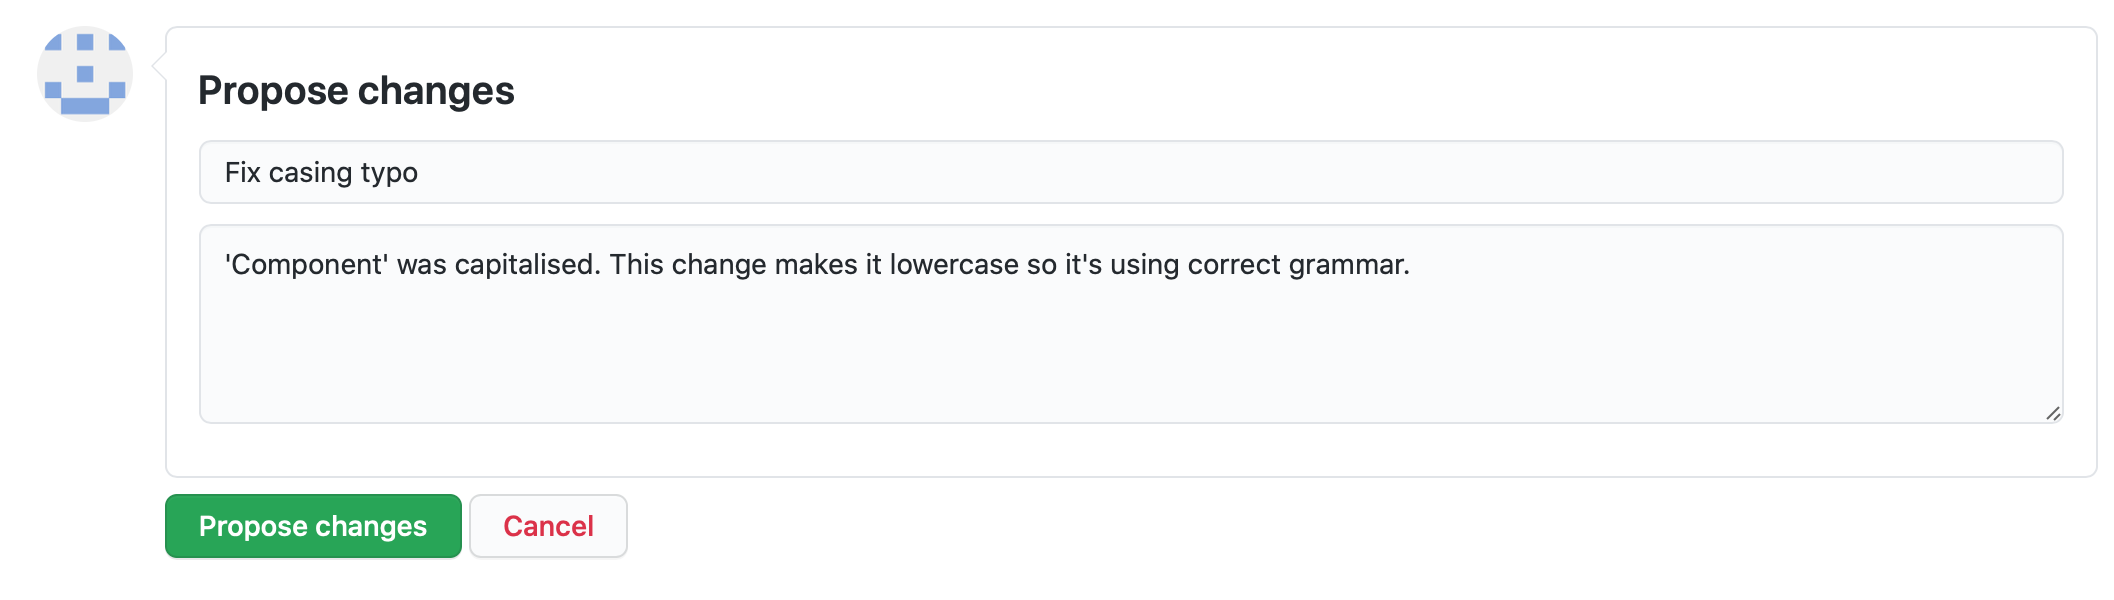 Propose changes
Fix casing typo
'Component' was capitalised. This change makes it lowercase so it's using correct grammar.
Propose changes
Cancel